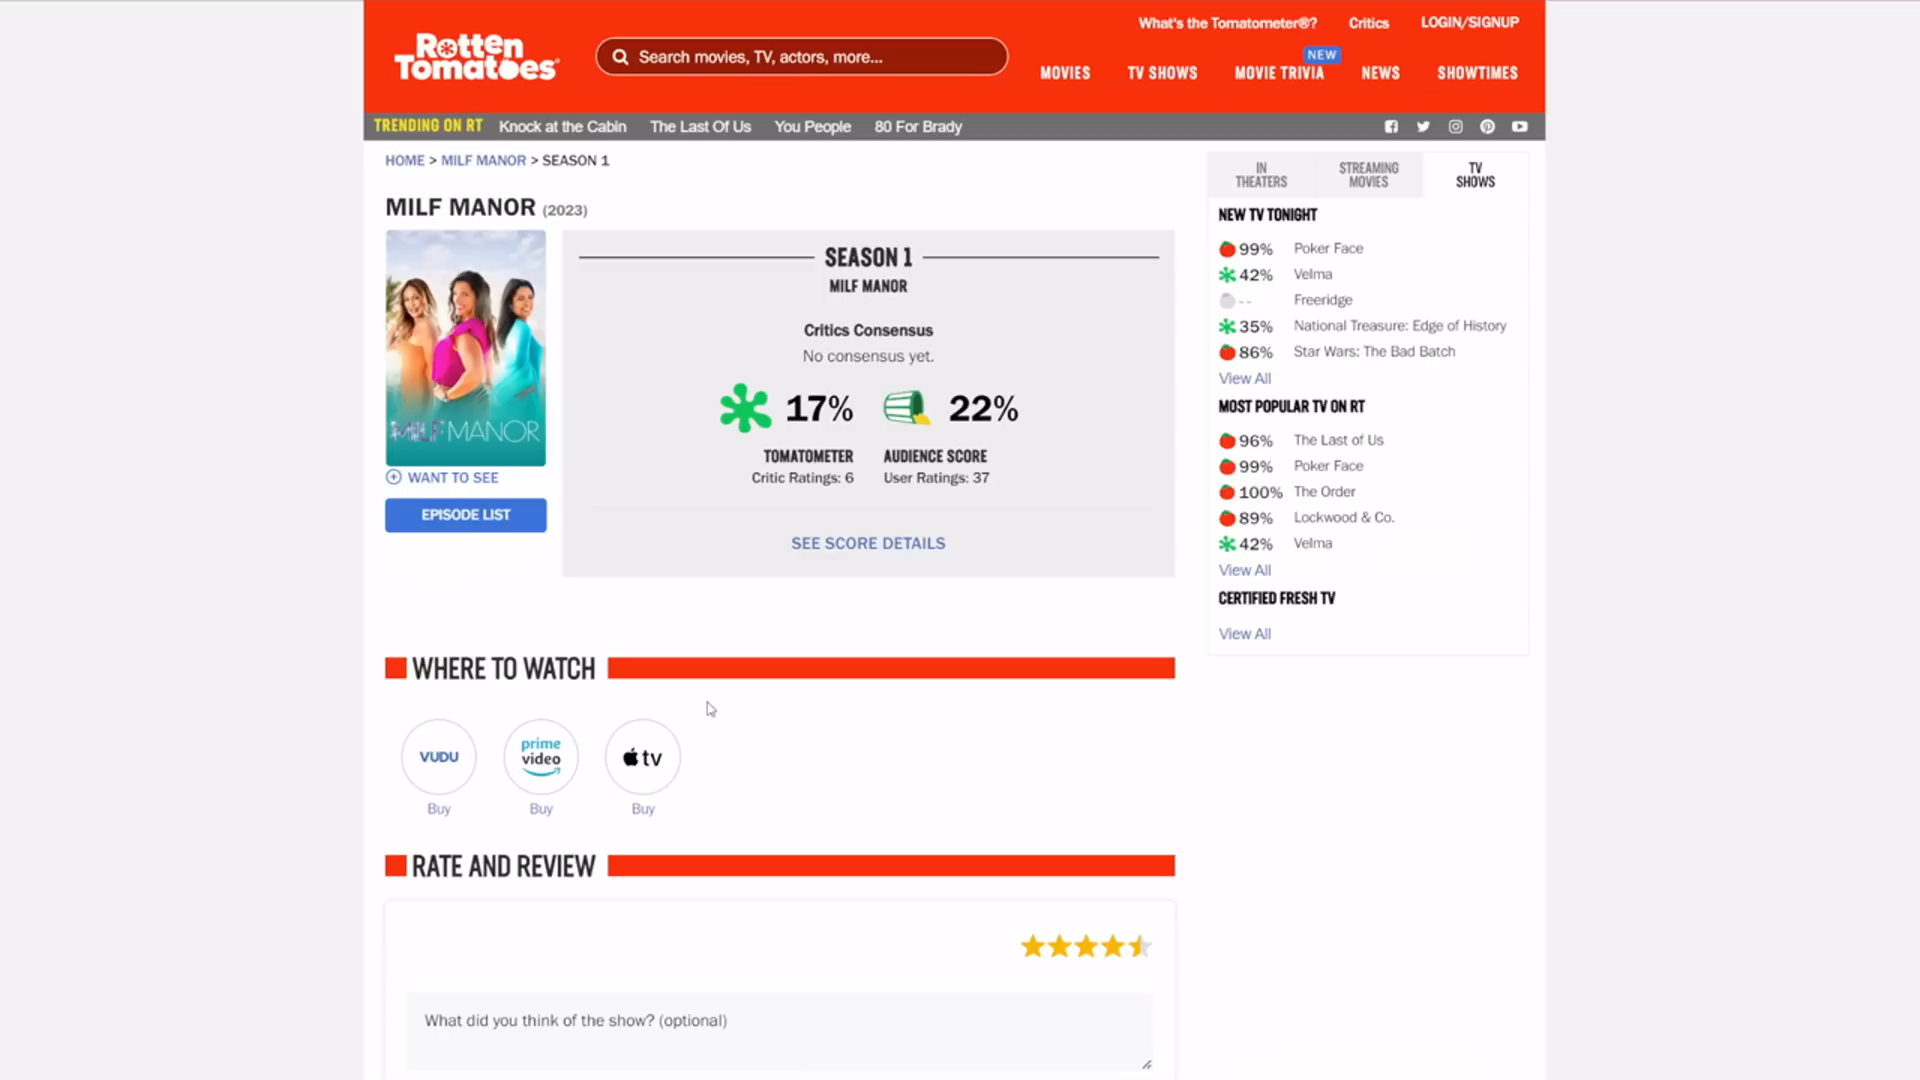 What's the Tomatometer®?
Critics
LOGIN/SIGNUP
Rotten
Tomatoes
Search movies, TV, actors, more...
NEW
MOVIES
TV SHOWS
MOVIE TRIVIA
NEWS
SHOWTIMES
TRENDING ON RT
Knock at the Cabin
The Last Of Us
You People
80 For Brady
HOME > MILF MANOR > SEASON 1
MILF MANOR (2023)
MILF MANOR
WANT TO SEE
EPISODE LIST
SEASON 1
MILF MANOR
Critics Consensus
No consensus yet.
17%
22%
TOMATOMETER
AUDIENCE SCORE
Critic Ratings: 6
User Ratings: 37
SEE SCORE DETAILS
IN
THEATERS
STREAMING
MOVIES
TV
SHOWS
NEW TV TONIGHT
99% Poker Face
42% Velma
-- Freeridge
35% National Treasure: Edge of History
86% Star Wars: The Bad Batch
View All
MOST POPULAR TV ON RT
96% The Last of Us
99% Poker Face
100% The Order
89% Lockwood & Co.
42% Velma
View All
CERTIFIED FRESH TV
View All
WHERE TO WATCH
VUDU
prime
video
tv
Buy
Buy
Buy
RATE AND REVIEW
What did you think of the show? (optional)